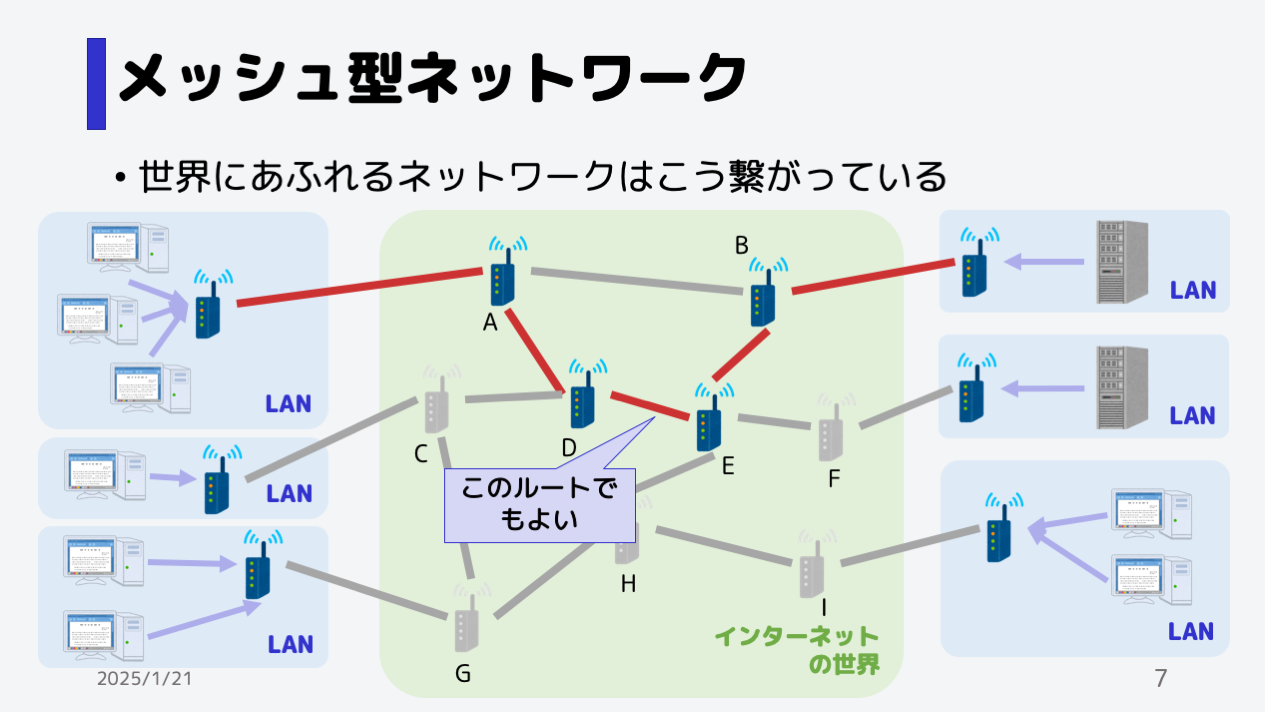 メッシュ型ネットワーク
• 世界にあふれるネットワークはこう繋がっている
LAN
LAN
LAN
A
B
C
D
E
F
G
H
I
このルートで
もよい
インターネット
の世界
LAN
LAN
LAN
2025/1/21
7